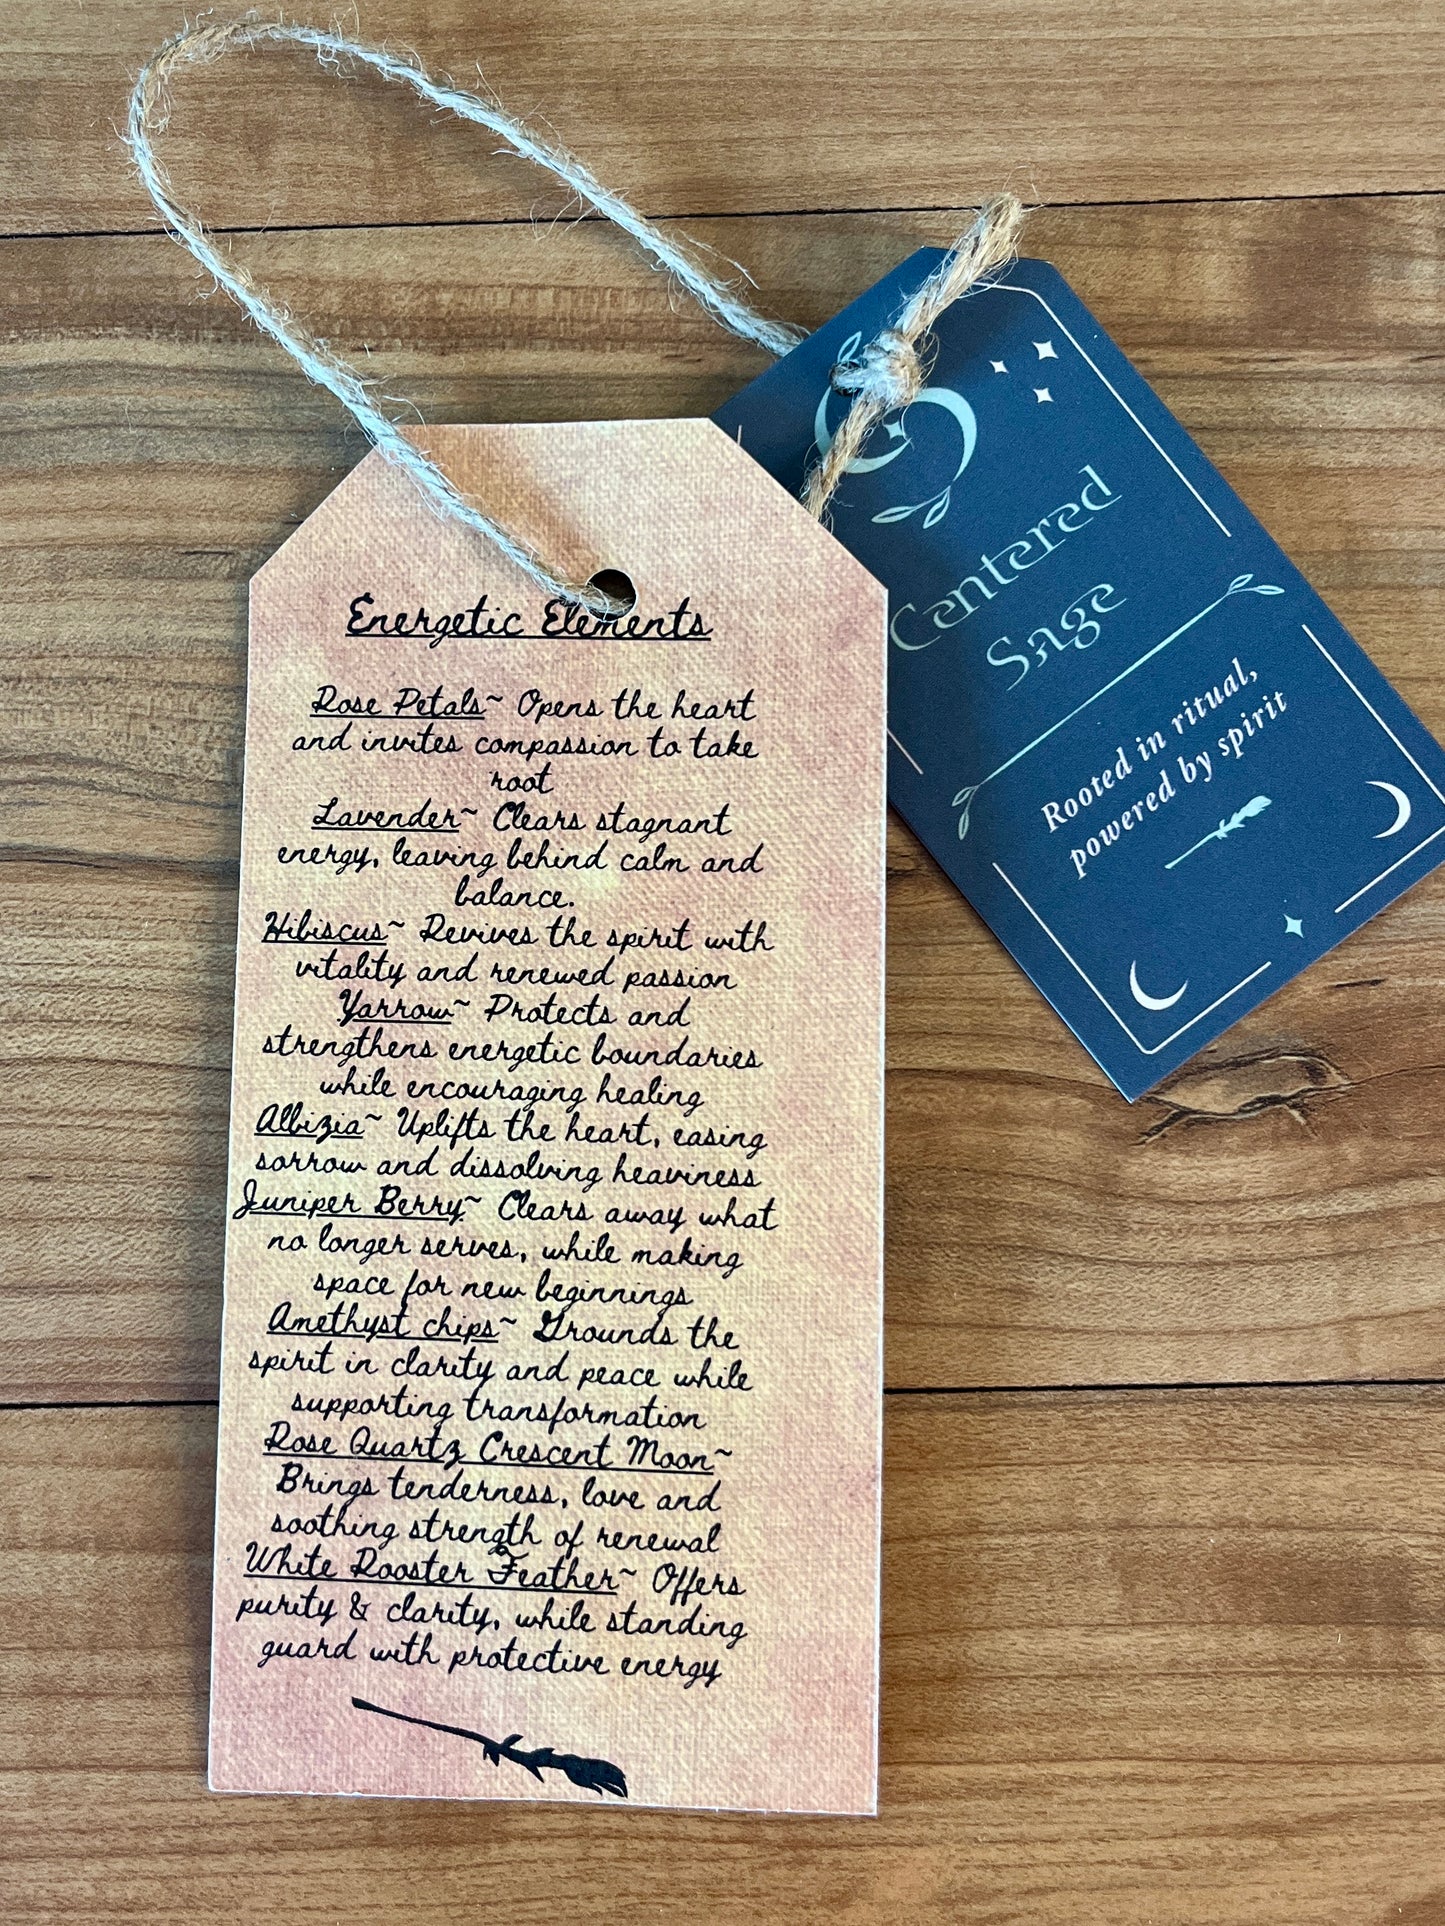 Energetic Elements
Rose Petals~ Opens the heart
and invites compassion to take
root
Lavender~ Clears stagnant
energy, leaving behind calm and
balance.
Hibiscus~ Revives the spirit with
vitality and renewed passion
Yarrow~ Protects and
strengthens energetic boundaries
while encouraging healing
Albizia~ Uplifts the heart, easing
sorrow and dissolving heaviness
Juniper Berry~ Clears away what
no longer serves, while making
space for new beginnings
Amethyst chips~ Grounds the
spirit in clarity and peace while
supporting transformation
Rose Quartz Crescent Moon~
Brings tenderness, love and
soothing strength of renewal
White Rooster Feather~ Offers
purity & clarity, while standing
guard with protective energy
Centered
Sage
Rooted in ritual,
powered by spirit